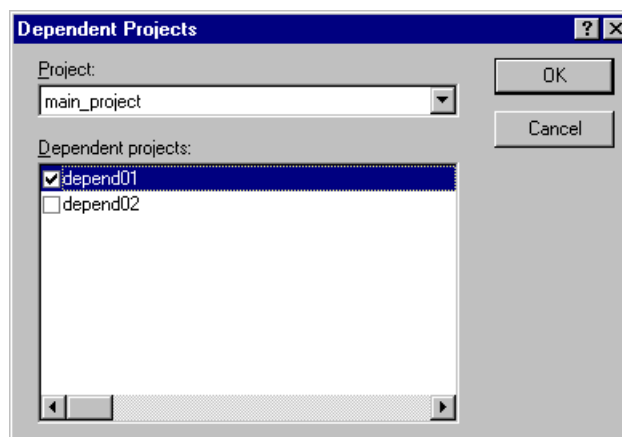 Dependent Projects
Project:
main_project
Dependent projects:
depend01
depend02
OK
Cancel